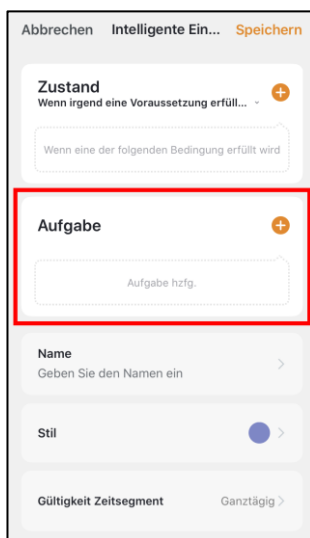 Abbrechen Intelligente Ein... Speichern
Zustand
Wenn irgend eine Voraussetzung erfüll...
Wenn eine der folgenden Bedingung erfüllt wird
Aufgabe
Aufgabe hzfg.
Name
Geben Sie den Namen ein
Stil
Gültigkeit Zeitsegment Ganztägig